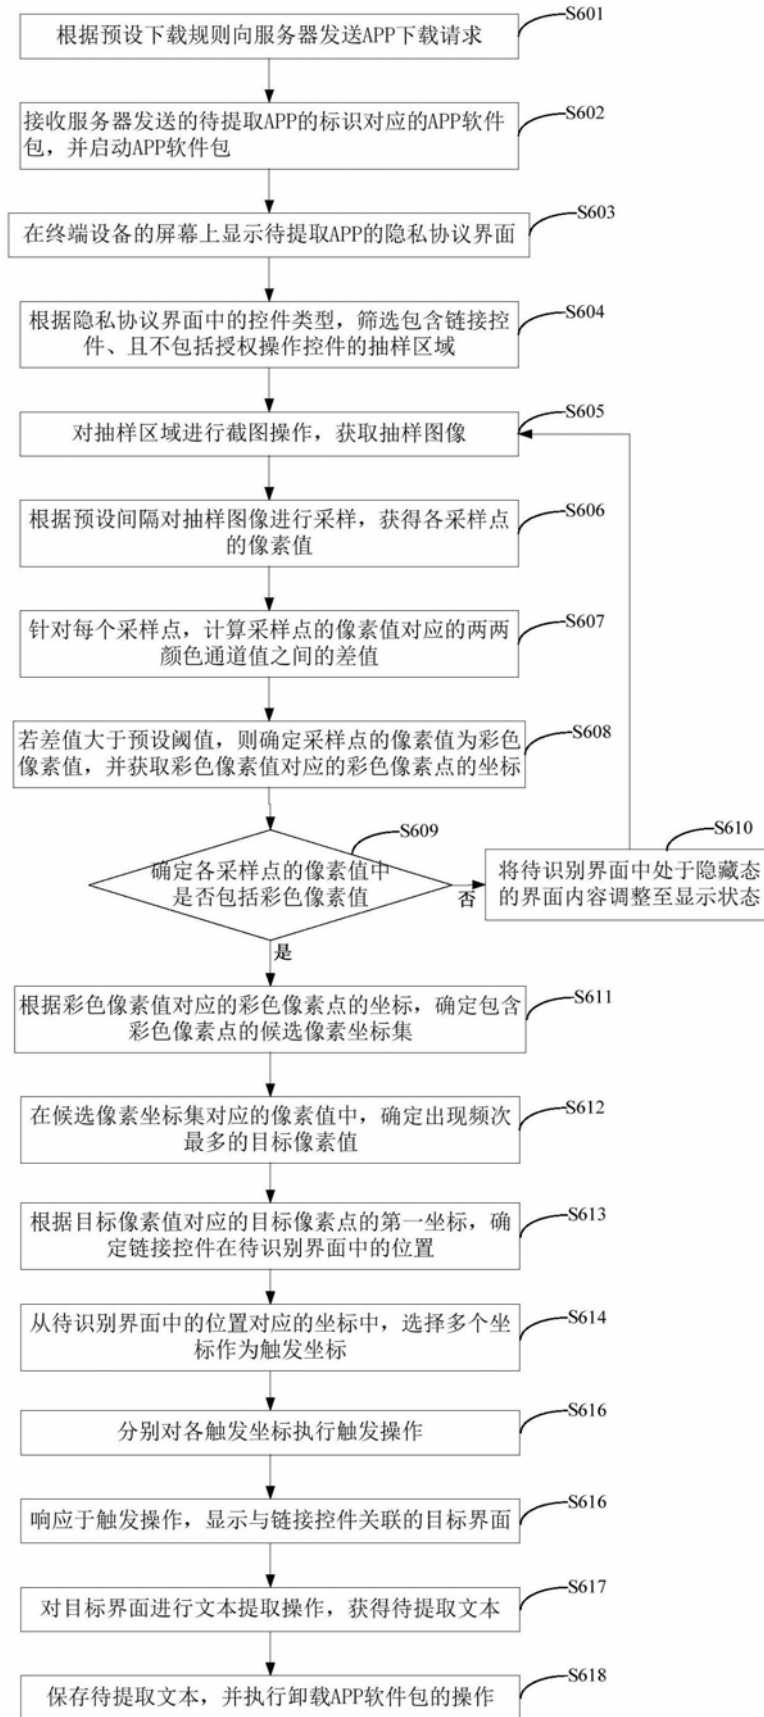 根据预设下载规则向服务器发送APP下载请求
S601
接收服务器发送的待提取APP的标识对应的APP软件
包，并启动APP软件包
S602
在终端设备的屏幕上显示待提取APP的隐私协议界面
S603
根据隐私协议界面中的控件类型，筛选包含链接控
件、且不包括授权操作控件的抽样区域
S604
对抽样区域进行截图操作，获取抽样图像
S605
根据预设间隔对抽样图像进行采样，获得各采样点
的像素值
S606
针对每个采样点，计算采样点的像素值对应的两两
颜色通道值之间的差值
S607
若差值大于预设阈值，则确定采样点的像素值为彩色
像素值，并获取彩色像素值对应的彩色像素点的坐标
S608
确定各采样点的像素值中
是否包括彩色像素值
S609
否
将待识别界面中处于隐藏态
的界面内容调整至显示状态
S610
是
根据彩色像素值对应的彩色像素点的坐标，确定包含
彩色像素点的候选像素坐标集
S611
在候选像素坐标集对应的像素值中，确定出现频次
最多的目标像素值
S612
根据目标像素值对应的目标像素点的第一坐标，确
定链接控件在待识别界面中的位置
S613
从待识别界面中的位置对应的坐标中，选择多个坐
标作为触发坐标
S614
分别对各触发坐标执行触发操作
S616
响应于触发操作，显示与链接控件关联的目标界面
S616
对目标界面进行文本提取操作，获得待提取文本
S617
保存待提取文本，并执行卸载APP软件包的操作
S618